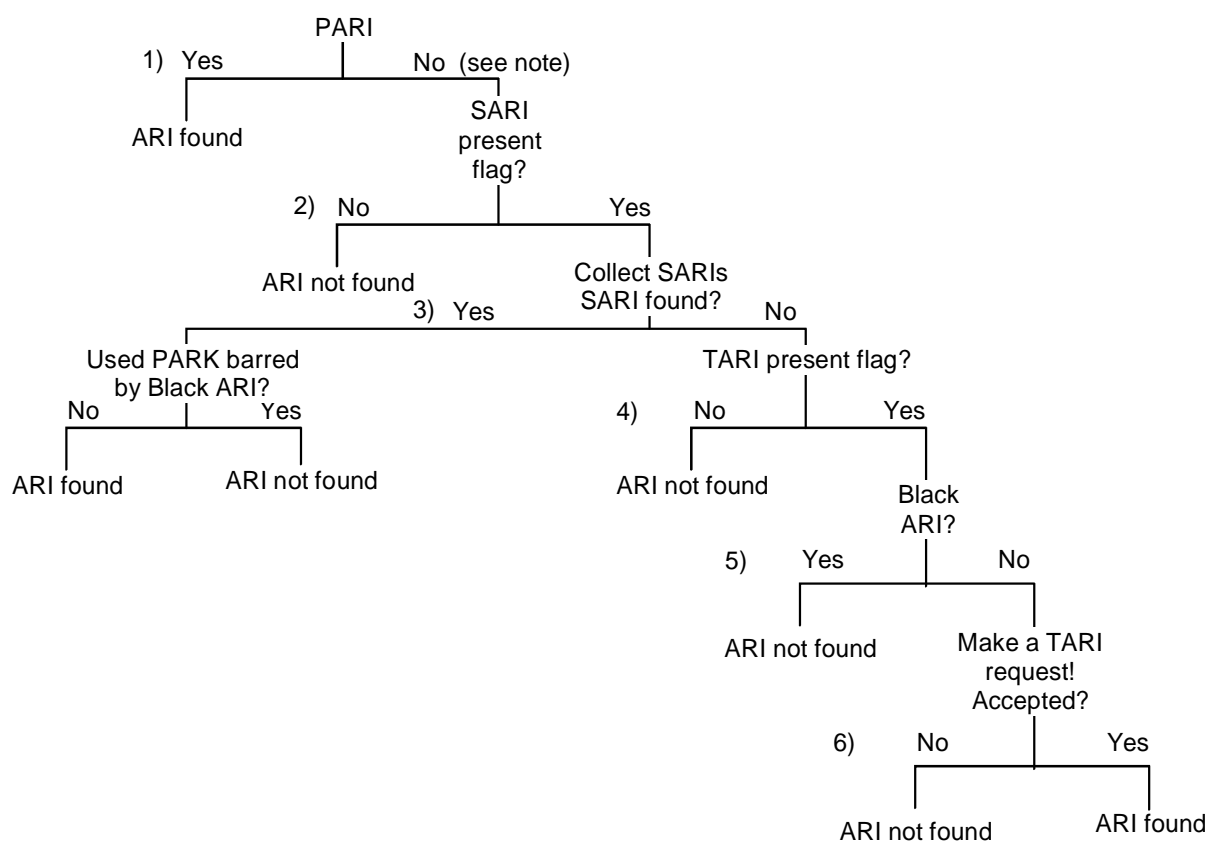 PARI
1) Yes No (see note)
ARI found
SARI
present
flag?
2) No Yes
ARI not found
Collect SARIs
SARI found?
3) Yes No
Used PARK barred
by Black ARI?
TARI present flag?
No Yes
4) No Yes
ARI found
ARI not found
ARI not found
Black
ARI?
5) Yes No
ARI not found
Make a TARI
request!
Accepted?
6) No Yes
ARI not found
ARI found